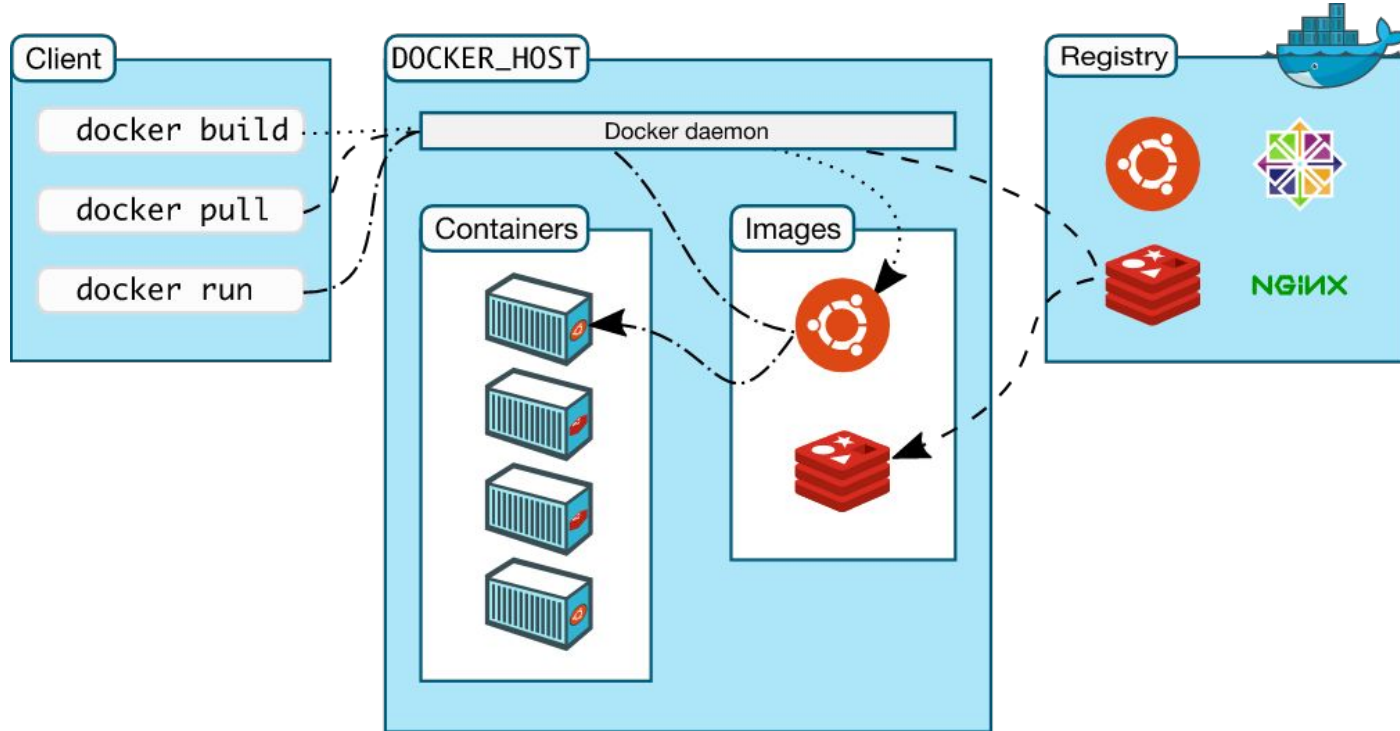 Client
docker build
docker pull
docker run
DOCKER_HOST
Docker daemon
Containers
Images
Registry
NGiNX